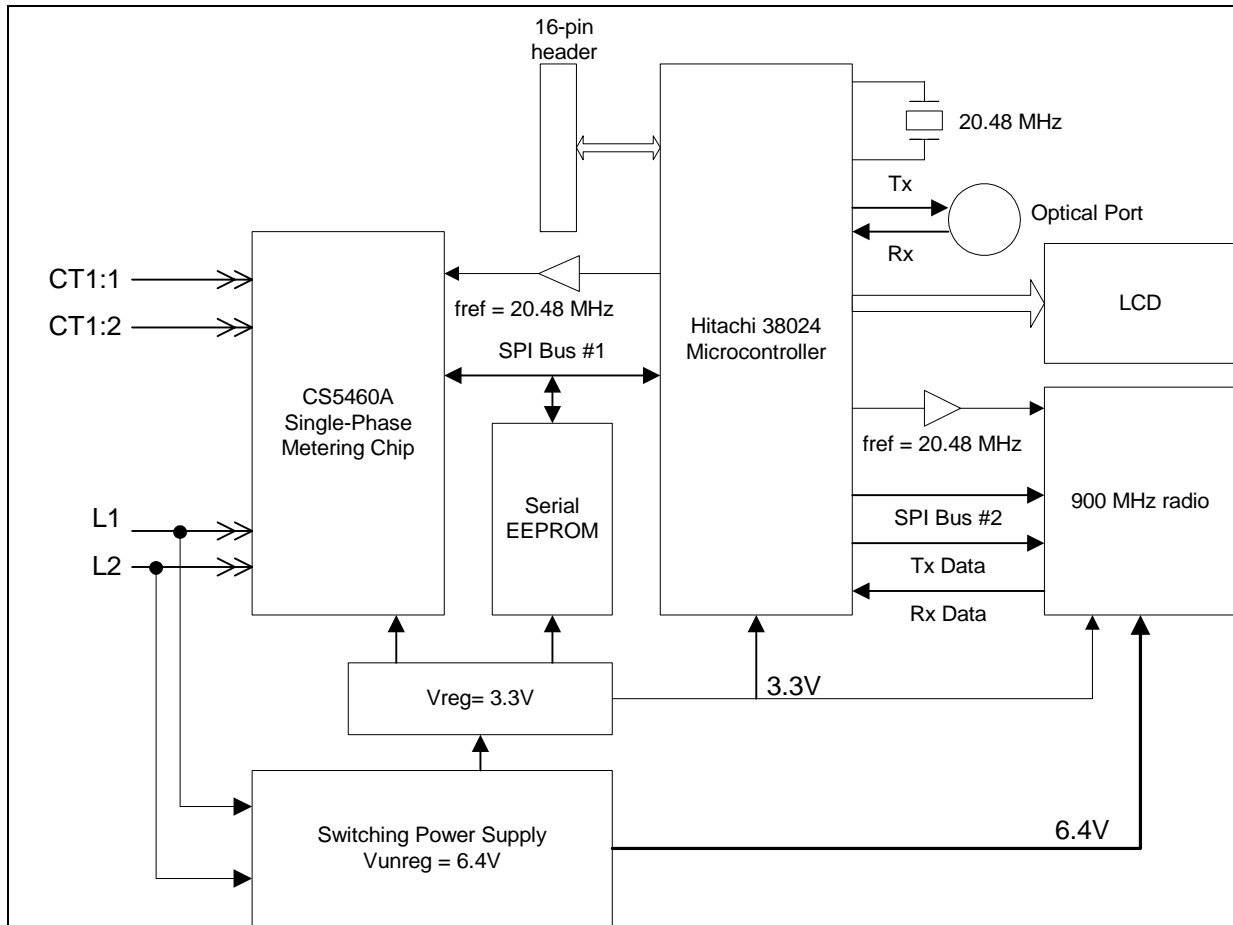 16-pin
header
20.48 MHz
Tx
Optical Port
Rx
CT1:1
CT1:2
fref = 20.48 MHz
LCD
Hitachi 38024
Microcontroller
SPI Bus #1
CS5460A
Single-Phase
Metering Chip
fref = 20.48 MHz
Serial
EEPROM
900 MHz radio
SPI Bus #2
L1
L2
Tx Data
Rx Data
Vreg= 3.3V
3.3V
Switching Power Supply
Vunreg = 6.4V
6.4V